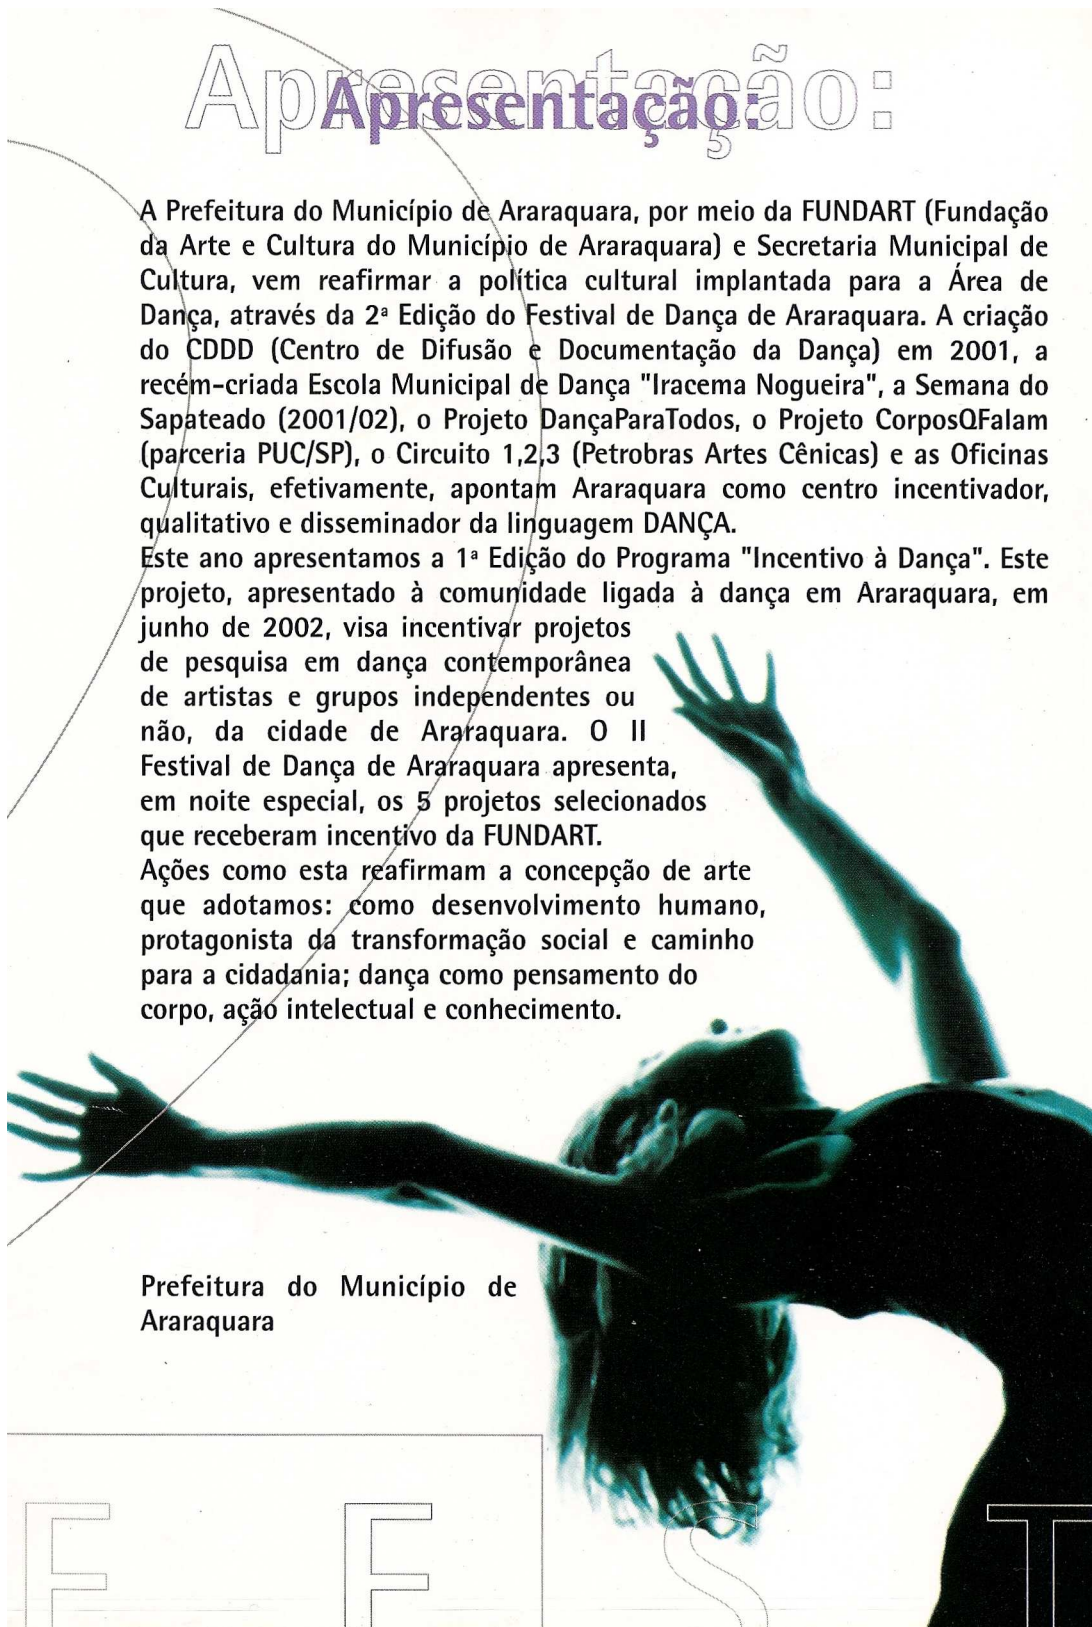 Apresentação:
Apresentação:
A Prefeitura do Município de Araraquara, por meio da FUNDART (Fundação
da Arte e Cultura do Município de Araraquara) e Secretaria Municipal de
Cultura, vem reafirmar a política cultural implantada para a Área de
Dança, através da 2ª Edição do Festival de Dança de Araraquara. A criação
do CDDD (Centro de Difusão e Documentação da Dança) em 2001, a
recém-criada Escola Municipal de Dança "Iracema Nogueira", a Semana do
Sapateado (2001/02), o Projeto DançaParaTodos, o Projeto CorposQFalam
(parceria PUC/SP), o Circuito 1,2,3 (Petrobras Artes Cênicas) e as Oficinas
Culturais, efetivamente, apontam Araraquara como centro incentivador,
qualitativo e disseminador da linguagem DANÇA.
Este ano apresentamos a 1ª Edição do Programa "Incentivo à Dança". Este
projeto, apresentado à comunidade ligada à dança em Araraquara, em
junho de 2002, visa incentivar projetos
de pesquisa em dança contemporânea
de artistas e grupos independentes ou
não, da cidade de Araraquara. O II
Festival de Dança de Araraquara apresenta,
em noite especial, os 5 projetos selecionados
que receberam incentivo da FUNDART.
Ações como esta reafirmam a concepção de arte
que adotamos: como desenvolvimento humano,
protagonista da transformação social e caminho
para a cidadania; dança como pensamento do
corpo, ação intelectual e conhecimento.
Prefeitura do Município de
Araraquara
F E S T